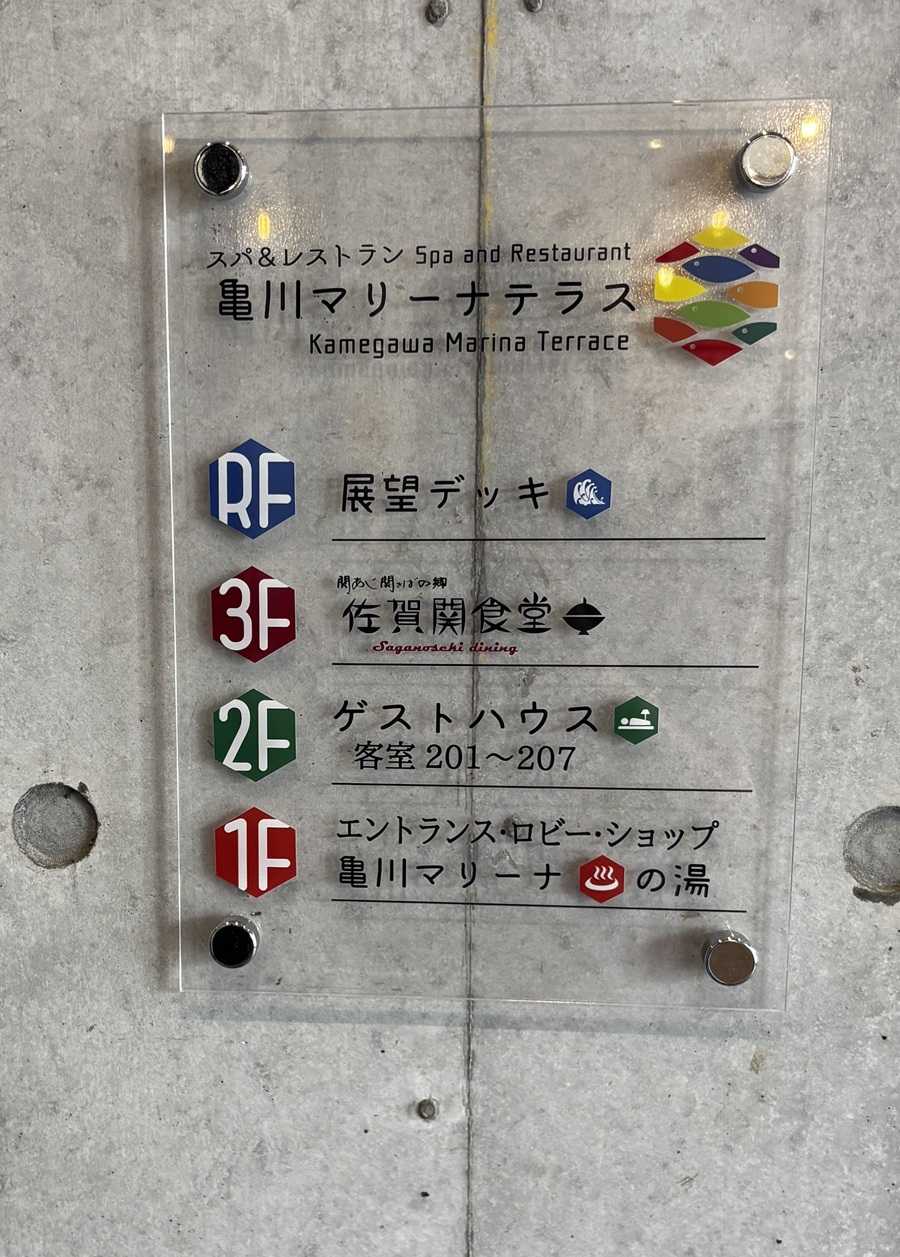 スパ&レストラン Spa and Restaurant
亀川マリーナテラス
Kamegawa Marina Terrace
RF 展望デッキ
関あじ関さばの郷
3F 佐賀関食堂
Saganoseki dining
2F ゲストハウス
客室 201～207
1F エントランス・ロビー・ショップ
亀川マリーナ の湯